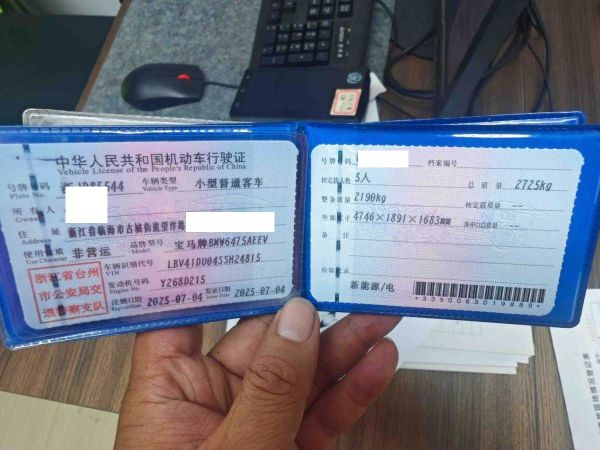 中华人民共和国机动车行驶证
Vehicle License of the People's Republic of China
号牌号码 JD85544 车辆类型 小型普通客车
Plate No. Vehicle Type
所有人
Owner
住址 浙江省临海市古城街道望洋路
Address
使用性质 非营运 品牌型号 宝马牌BMW6475AEEV
Use Character Model
浙江省台州
市公安局交
通警察支队
车辆识别代号 LBV41DU04SSH24815
VIN
发动机号码 Y268D215
Engine No.
注册日期 2025-07-04 发证日期 2025-07-04
Register Date Issue Date
号牌号码 档案编号
核定载人数 5人 总质量 2725kg
整备质量 2190kg 核定载质量 --
外廓尺寸 4746×1891×1683mm 准牵引总质量 --
备注
检验记录
新能源/电
*3350063019889*